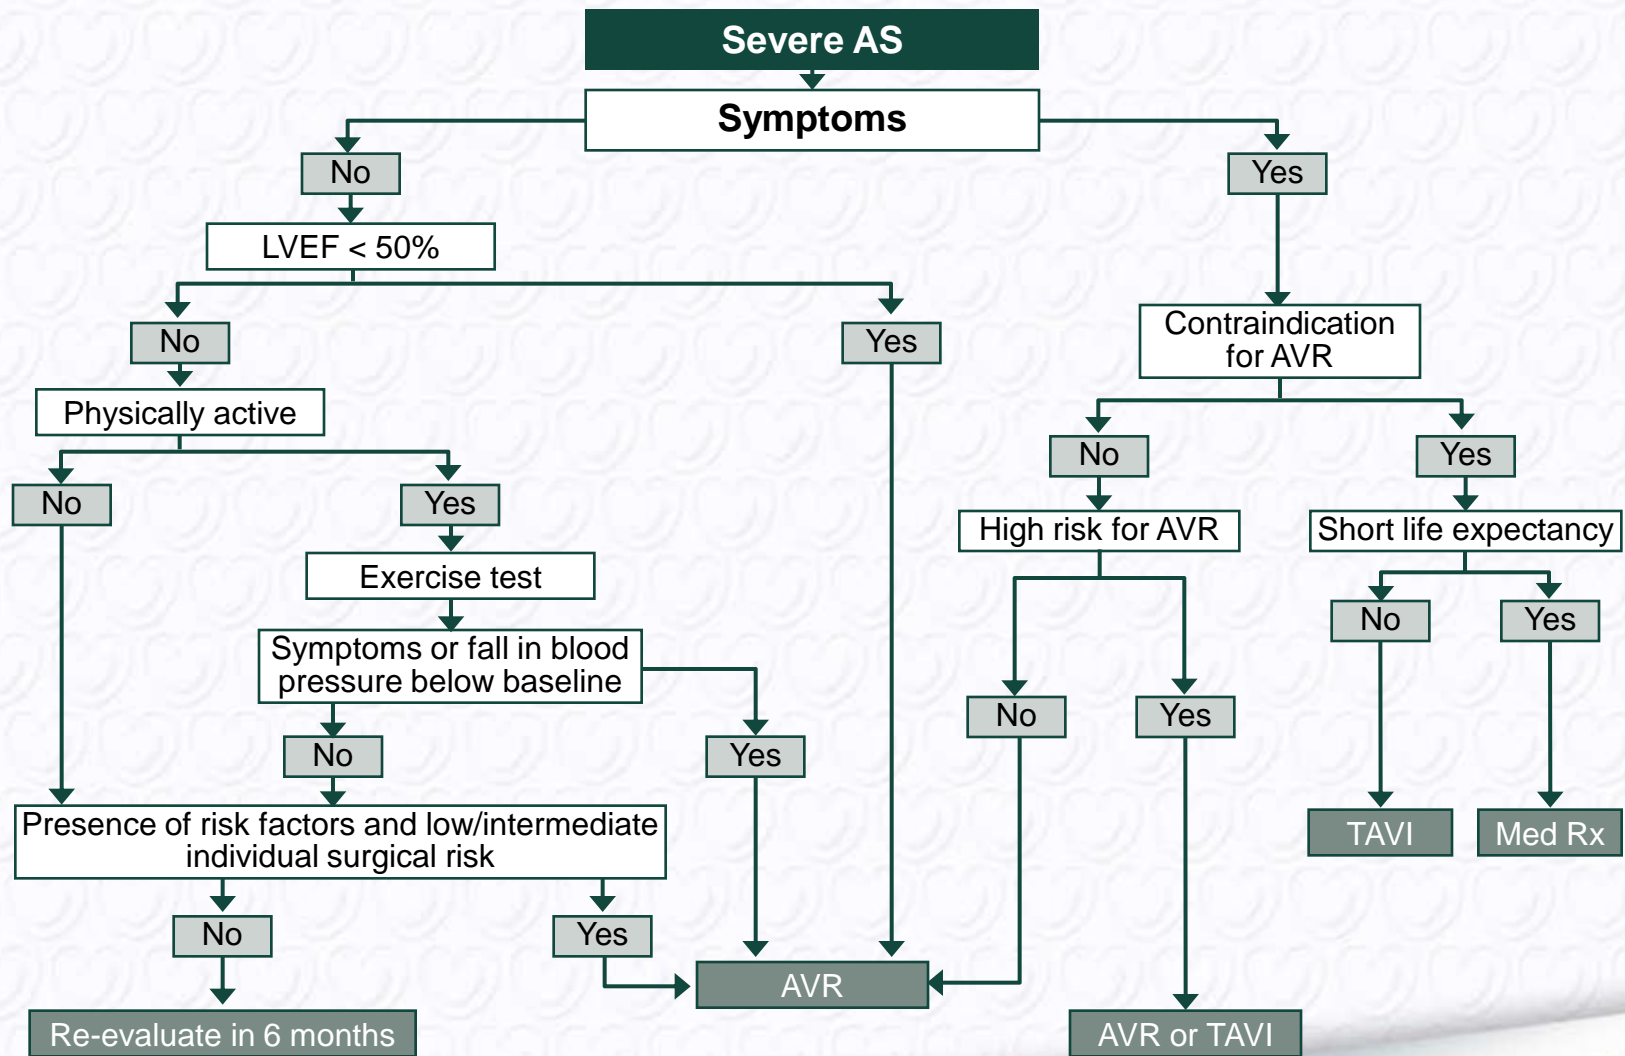 Severe AS
Symptoms
No
Yes
LVEF < 50%
No
Yes
Contraindication
for AVR
Physically active
No
Yes
No
Yes
High risk for AVR
Short life expectancy
Exercise test
No
Yes
Symptoms or fall in blood
pressure below baseline
No
Yes
No
Yes
Presence of risk factors and low/intermediate
individual surgical risk
TAVI
Med Rx
No
Yes
AVR
Re-evaluate in 6 months
AVR or TAVI